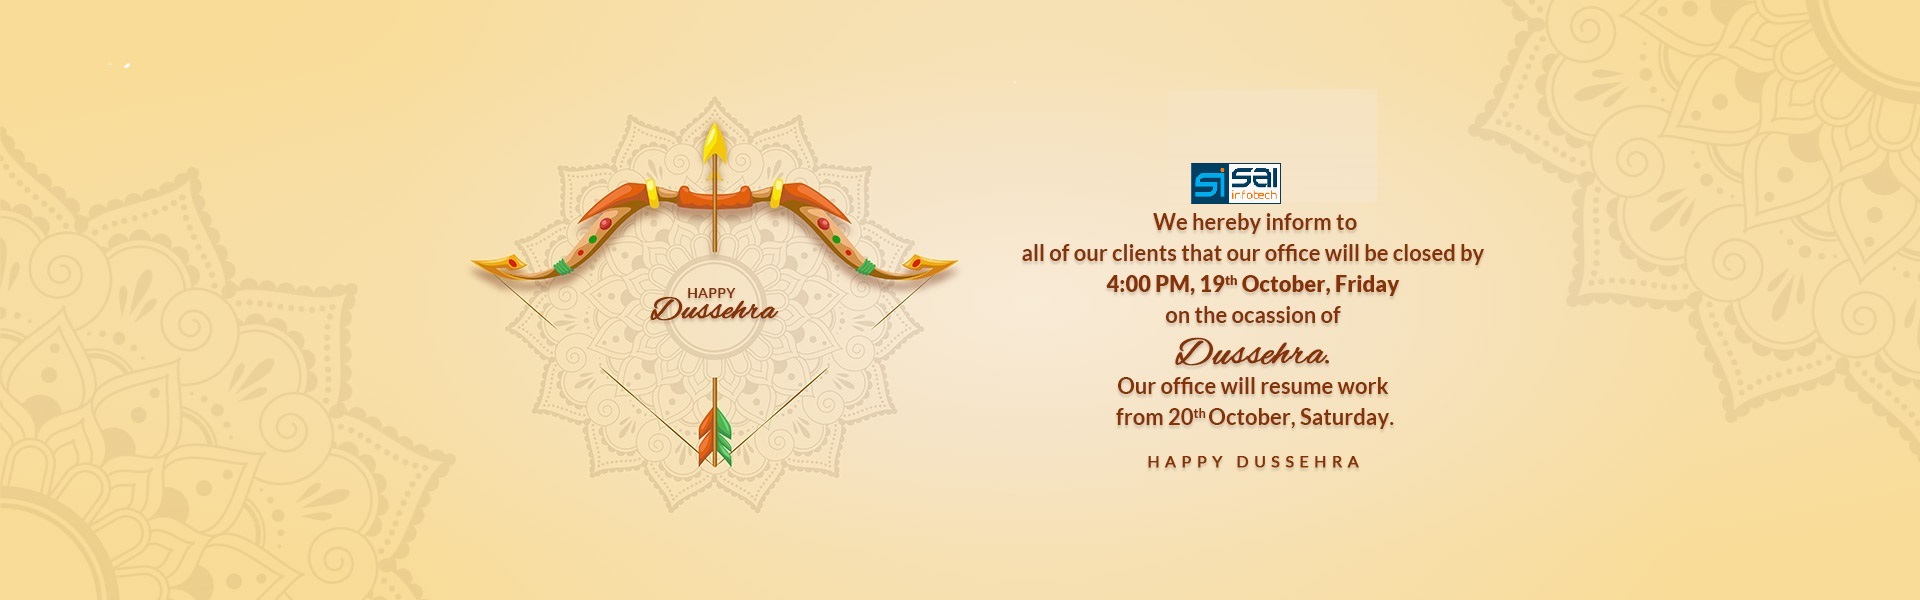 HAPPY
Dussehra
si sai
infotech
We hereby inform to
all of our clients that our office will be closed by
4:00 PM, 19th October, Friday
on the ocassion of
Dussehra.
Our office will resume work
from 20th October, Saturday.
HAPPY DUSSEHRA